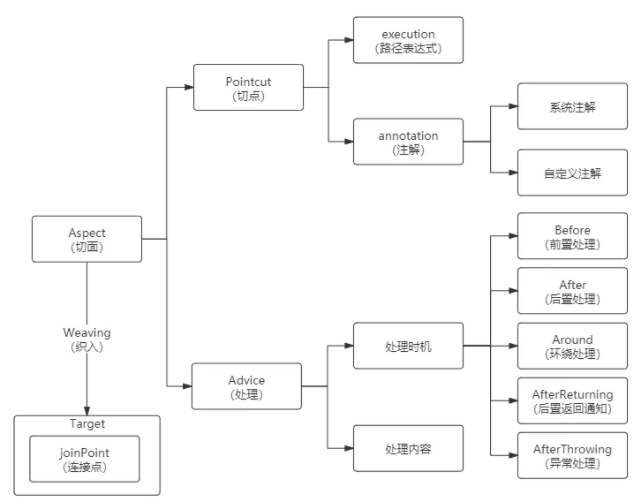 execution
（路径表达式）
Pointcut
（切点）
系统注解
annotation
（注解）
自定义注解
Aspect
（切面）
Before
（前置处理）
After
（后置处理）
Weaving
（织入）
处理时机
Around
（环绕处理）
Advice
（处理）
AfterReturning
（后置返回通知）
Target
joinPoint
（连接点）
处理内容
AfterThrowing
（异常处理）